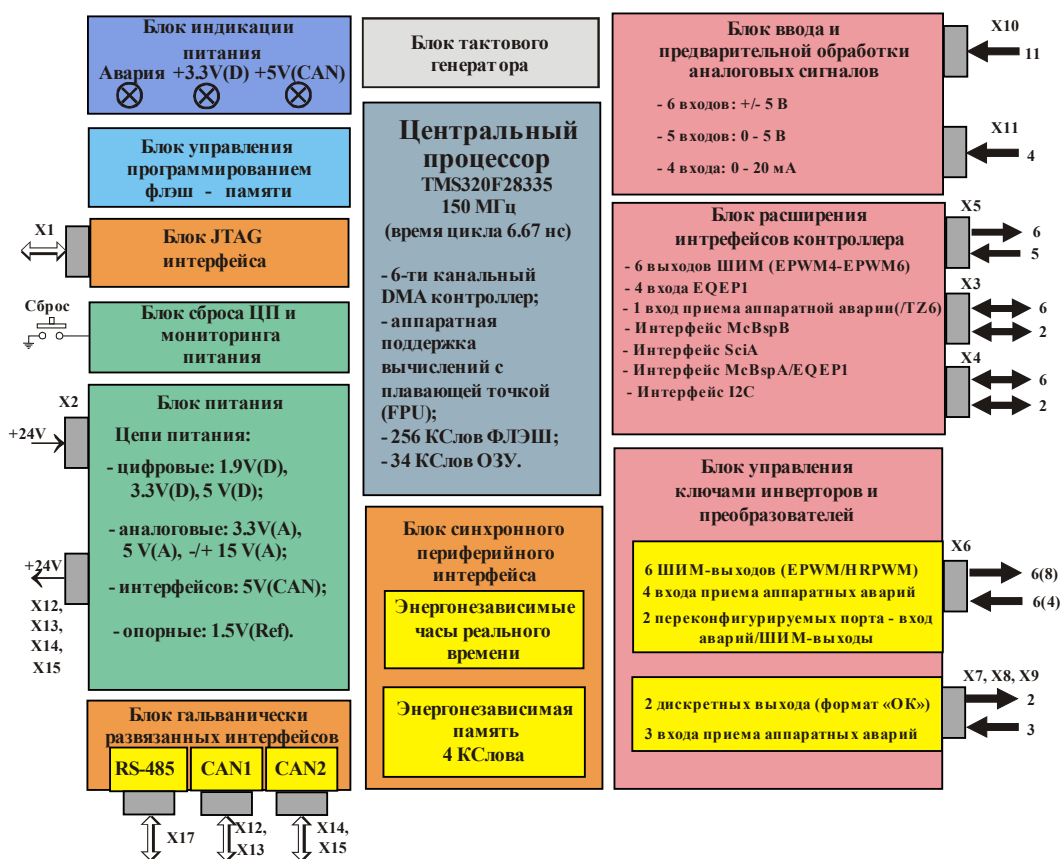 Блок индикации
питания
Авария +3.3V(D) +5V(CAN)
Блок управления
программированием
флэш - памяти
X1
Блок JTAG
интерфейса
Сброс
Блок сброса ЦП и
мониторинга
питания
X2
+24V
Блок питания
Цепи питания:
- цифровые: 1.9V(D),
3.3V(D), 5 V(D);
- аналоговые: 3.3V(A),
5 V(A), -/+ 15 V(A);
- интерфейсов: 5V(CAN);
- опорные: 1.5V(Ref).
+24V
X12,
X13,
X14,
X15
Блок гальванически
развязанных интерфейсов
RS-485
CAN1
CAN2
X17
X12,
X13
X14,
X15
Блок тактового
генератора
Центральный
процессор
TMS320F28335
150 МГц
(время цикла 6.67 нс)
- 6-ти канальный
DMA контроллер;
- аппаратная
поддержка
вычислений с
плавающей точкой
(FPU);
- 256 КСлов ФЛЭШ;
- 34 КСлов ОЗУ.
Блок синхронного
периферийного
интерфейса
Энергонезависимые
часы реального
времени
Энергонезависимая
память
4 КСлова
Блок ввода и
предварительной обработки
аналоговых сигналов
- 6 входов: +/- 5 В
- 5 входов: 0 - 5 В
- 4 входа: 0 - 20 мА
X10
11
X11
4
Блок расширения
интрефейсов контроллера
- 6 выходов ШИМ (EPWM4-EPWM6)
- 4 входа EQEP1
- 1 вход приема аппаратной аварии(/TZ6)
- Интерфейс McBspB
- Интерфейс SciA
- Интерфейс McBspA/EQEP1
- Интерфейс I2C
X5
6
5
X3
6
2
X4
6
2
Блок управления
ключами инверторов и
преобразователей
6 ШИМ-выходов (EPWM/HRPWM)
4 входа приема аппаратных аварий
2 переконфигурируемых порта - вход
аварий/ШИМ-выходы
X6
6(8)
6(4)
2 дискретных выхода (формат «ОК»)
3 входа приема аппаратных аварий
X7, X8, X9
2
3